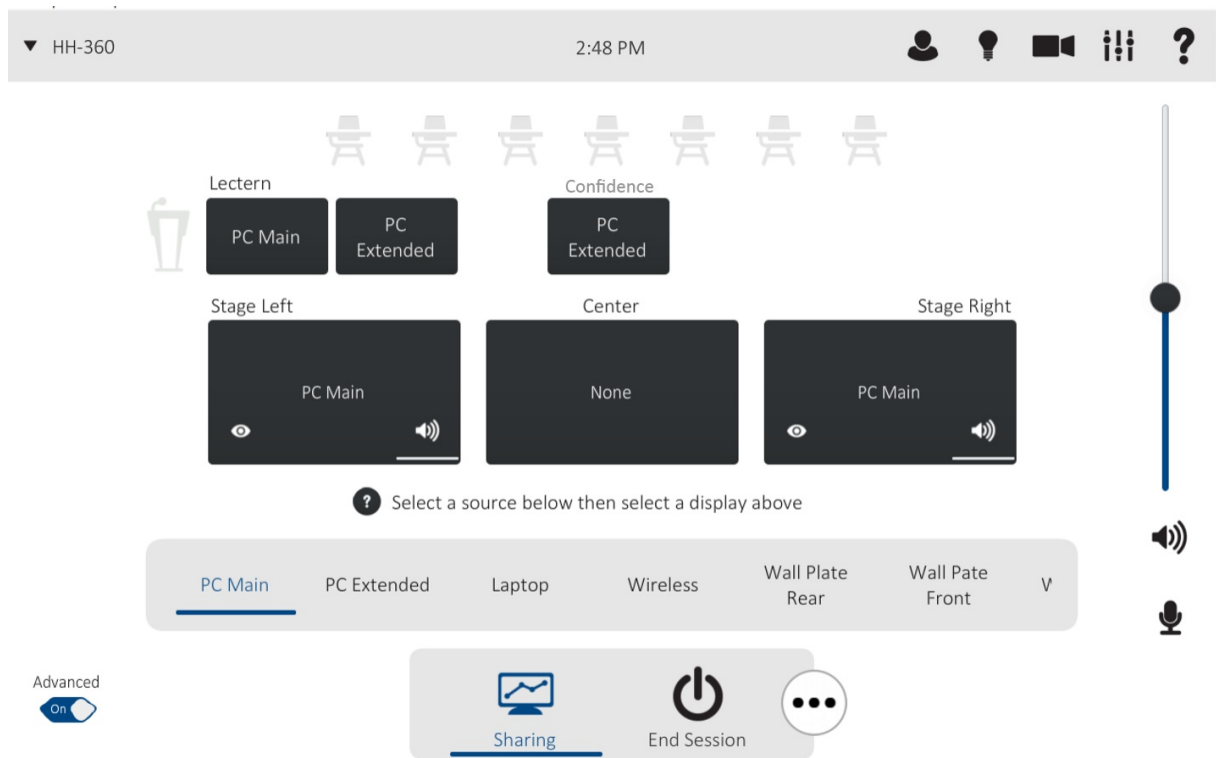 HH-360
2:48 PM
?
Lectern
Confidence
PC Main
PC
Extended
PC
Extended
Stage Left
Center
Stage Right
PC Main
None
PC Main
? Select a source below then select a display above
PC Main
PC Extended
Laptop
Wireless
Wall Plate
Rear
Wall Pate
Front
Advanced
On
Sharing
End Session